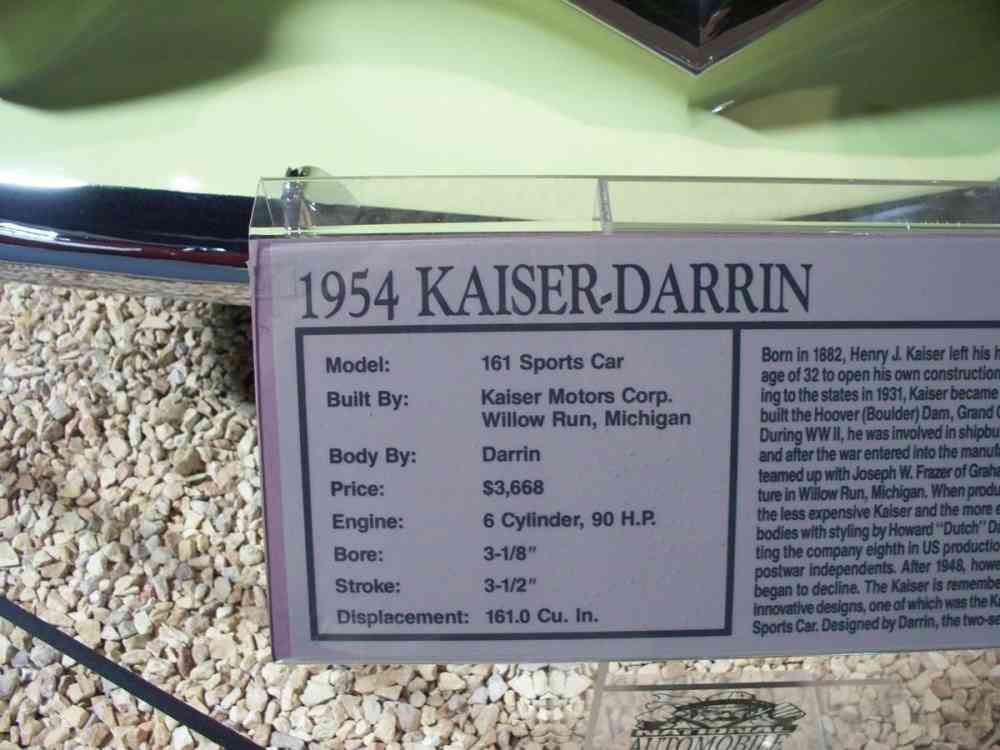 1954 KAISER-DARRIN
Model: 161 Sports Car
Built By: Kaiser Motors Corp.
Willow Run, Michigan
Body By: Darrin
Price: $3,668
Engine: 6 Cylinder, 90 H.P.
Bore: 3-1/8"
Stroke: 3-1/2"
Displacement: 161.0 Cu. In.
Born in 1882, Henry J. Kaiser left his
age of 32 to open his own construction
ing to the states in 1931, Kaiser became
built the Hoover (Boulder) Dam, Grand
During WW II, he was involved in shipbu
and after the war entered into the manuf
teamed up with Joseph W. Frazer of Grah
ture in Willow Run, Michigan. When produ
the less expensive Kaiser and the more
bodies with styling by Howard "Dutch" D
ting the company eighth in US productio
postwar independents. After 1948, howe
began to decline. The Kaiser is remembe
innovative designs, one of which was the K
Sports Car. Designed by Darrin, the two-se
AUTOMOBILE